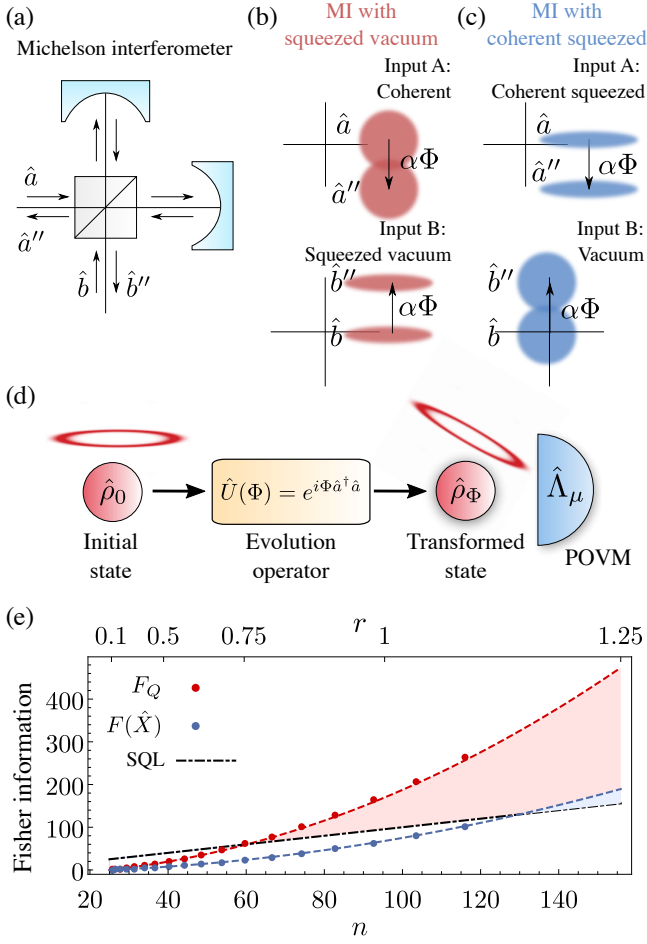 (a)
Michelson interferometer
â
â''
b̂
b̂''
(b)
MI with
squeezed vacuum
Input A:
Coherent
â
αΦ
â''
Input B:
Squeezed vacuum
b̂''
αΦ
b̂
(c)
MI with
coherent squeezed
Input A:
Coherent squeezed
â
â''
αΦ
Input B:
Vacuum
b̂''
αΦ
b̂
(d)
ρ̂₀
Û(Φ) = e^{iΦâ†â}
ρ̂_Φ
Λ̂_μ
Initial
state
Evolution
operator
Transformed
state
POVM
(e)
r
0.1 0.5 0.75 1 1.25
Fisher information
400
300
200
100
0
F_Q
F(X̂)
SQL
20 40 60 80 100 120 140
n